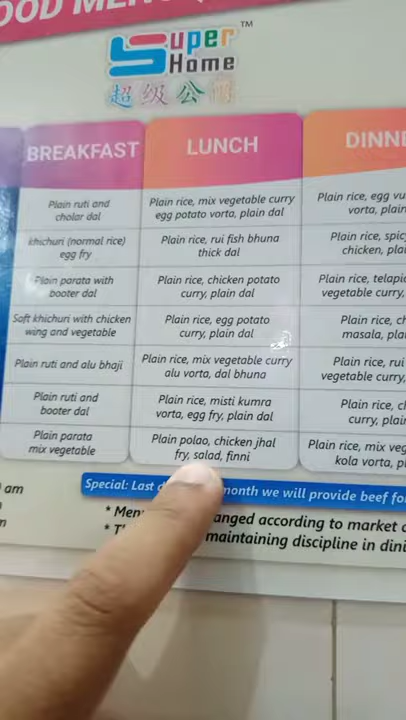 OOD MEN
Super™
Home
超级公
BREAKFAST
LUNCH
DINNE
Plain ruti and
cholar dal
Plain rice, mix vegetable curry
egg potato vorta, plain dal
Plain rice, egg vu
vorta, plain
khichuri (normal rice)
egg fry
Plain rice, rui fish bhuna
thick dal
Plain rice, spic
chicken, plai
Plain parata with
booter dal
Plain rice, chicken potato
curry, plain dal
Plain rice, telapic
vegetable curry,
Soft khichuri with chicken
wing and vegetable
Plain rice, egg potato
curry, plain dal
Plain rice, ch
masala, pla
Plain ruti and alu bhaji
Plain rice, mix vegetable curry
alu vorta, dal bhuna
Plain rice, rui
vegetable curry,
Plain ruti and
booter dal
Plain rice, misti kumra
vorta, egg fry, plain dal
Plain rice, c
curry, plain
Plain parata
mix vegetable
Plain polao, chicken jhal
fry, salad, finni
Plain rice, mix veg
kola vorta, p
am
Special: Last d month we will provide beef fo
* Men anged according to market c
* T maintaining discipline in dini